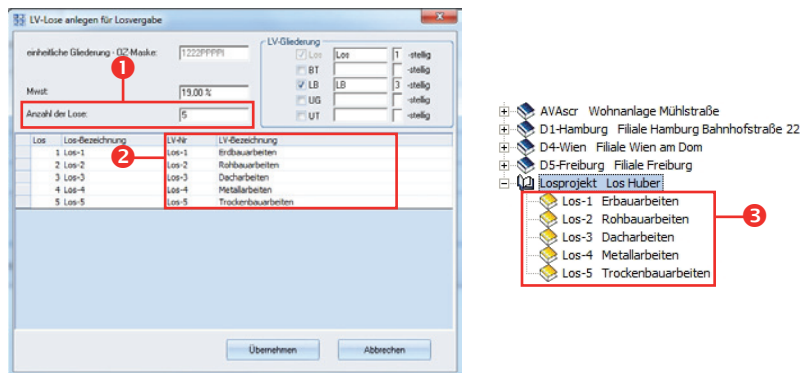 LV-Lose anlegen für Losvergabe
einheitliche Gliederung - OZ-Maske: 1222PPPPI
LV-Gliederung
Los Los 1 -stellig
BT -stellig
LB LB 3 -stellig
UG -stellig
UT -stellig
1
Mwst: 19.00 %
Anzahl der Lose: 5
Los Los-Bezeichnung LV-Nr LV-Bezeichnung
2
1 Los-1 Los-1 Erdbauarbeiten
2 Los-2 Los-2 Rohbauarbeiten
3 Los-3 Los-3 Dacharbeiten
4 Los-4 Los-4 Metallarbeiten
5 Los-5 Los-5 Trockenbauarbeiten
Übernehmen Abbrechen
AVAscr Wohnanlage Mühlstraße
D1-Hamburg Filiale Hamburg Bahnhofstraße 22
D4-Wien Filiale Wien am Dom
D5-Freiburg Filiale Freiburg
Losprojekt Los Huber
Los-1 Erbauarbeiten
Los-2 Rohbauarbeiten
3
Los-3 Dacharbeiten
Los-4 Metallarbeiten
Los-5 Trockenbauarbeiten